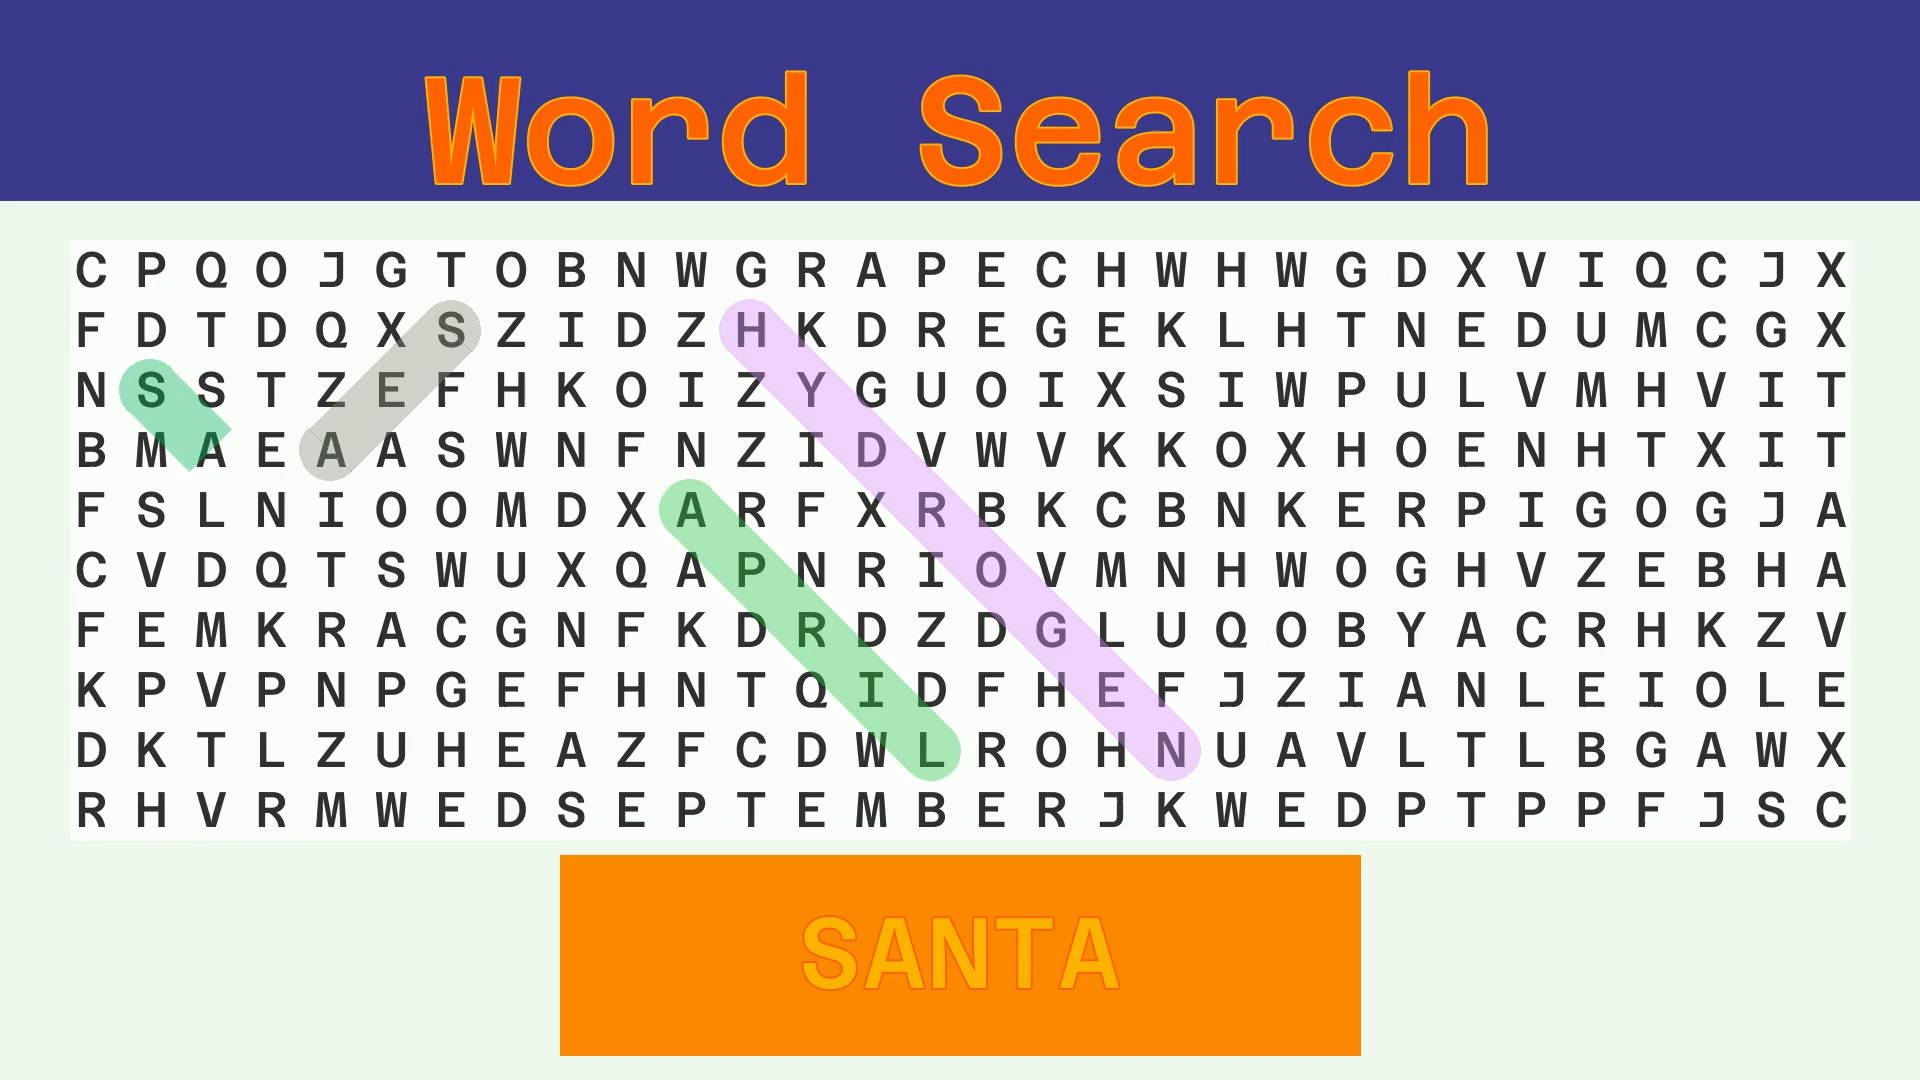 Word Search
C P Q O J G T O B N W G R A P E C H W H W G D X V I Q C J X
F D T D Q X S Z I D Z H K D R E G E K L H T N E D U M C G X
N S S T Z E F H K O I Z Y G U O I X S I W P U L V M H V I T
B M A E A A S W N F N Z I D V W V K K O X H O E N H T X I T
F S L N I O O M D X A R F X R B K C B N K E R P I G O G J A
C V D Q T S W U X Q A P N R I O V M N H W O G H V Z E B H A
F E M K R A C G N F K D R D Z D G L U Q O B Y A C R H K Z V
K P V P N P G E F H N T Q I D F H E F J Z I A N L E I O L E
D K T L Z U H E A Z F C D W L R O H N U A V L T L B G A W X
R H V R M W E D S E P T E M B E R J K W E D P T P P F J S C
SANTA